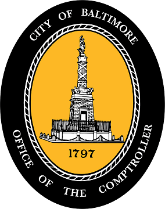 CITY OF BALTIMORE
1797
OFFICE OF THE COMPTROLLER